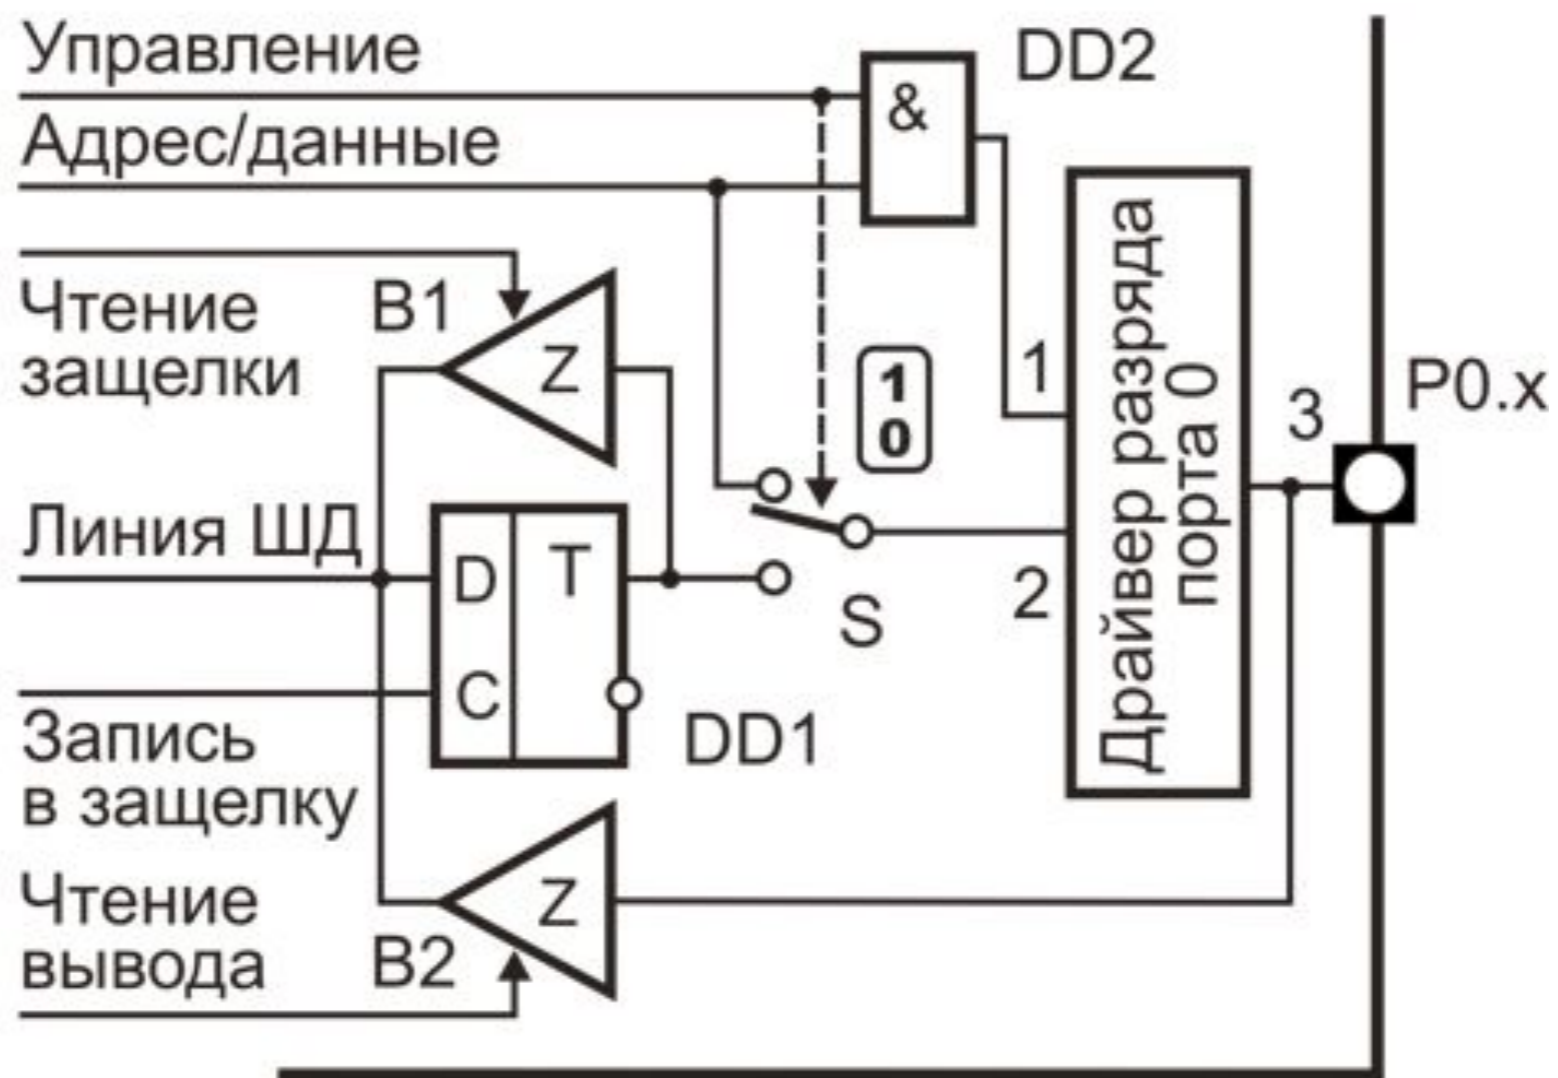 Управление
DD2
&
Адрес/данные
Чтение
защелки
B1
Z
1
0
1
P0.x
3
Драйвер разряда
порта 0
Линия ШД
D
T
S
2
C
DD1
Запись
в защелку
Чтение
вывода
B2
Z